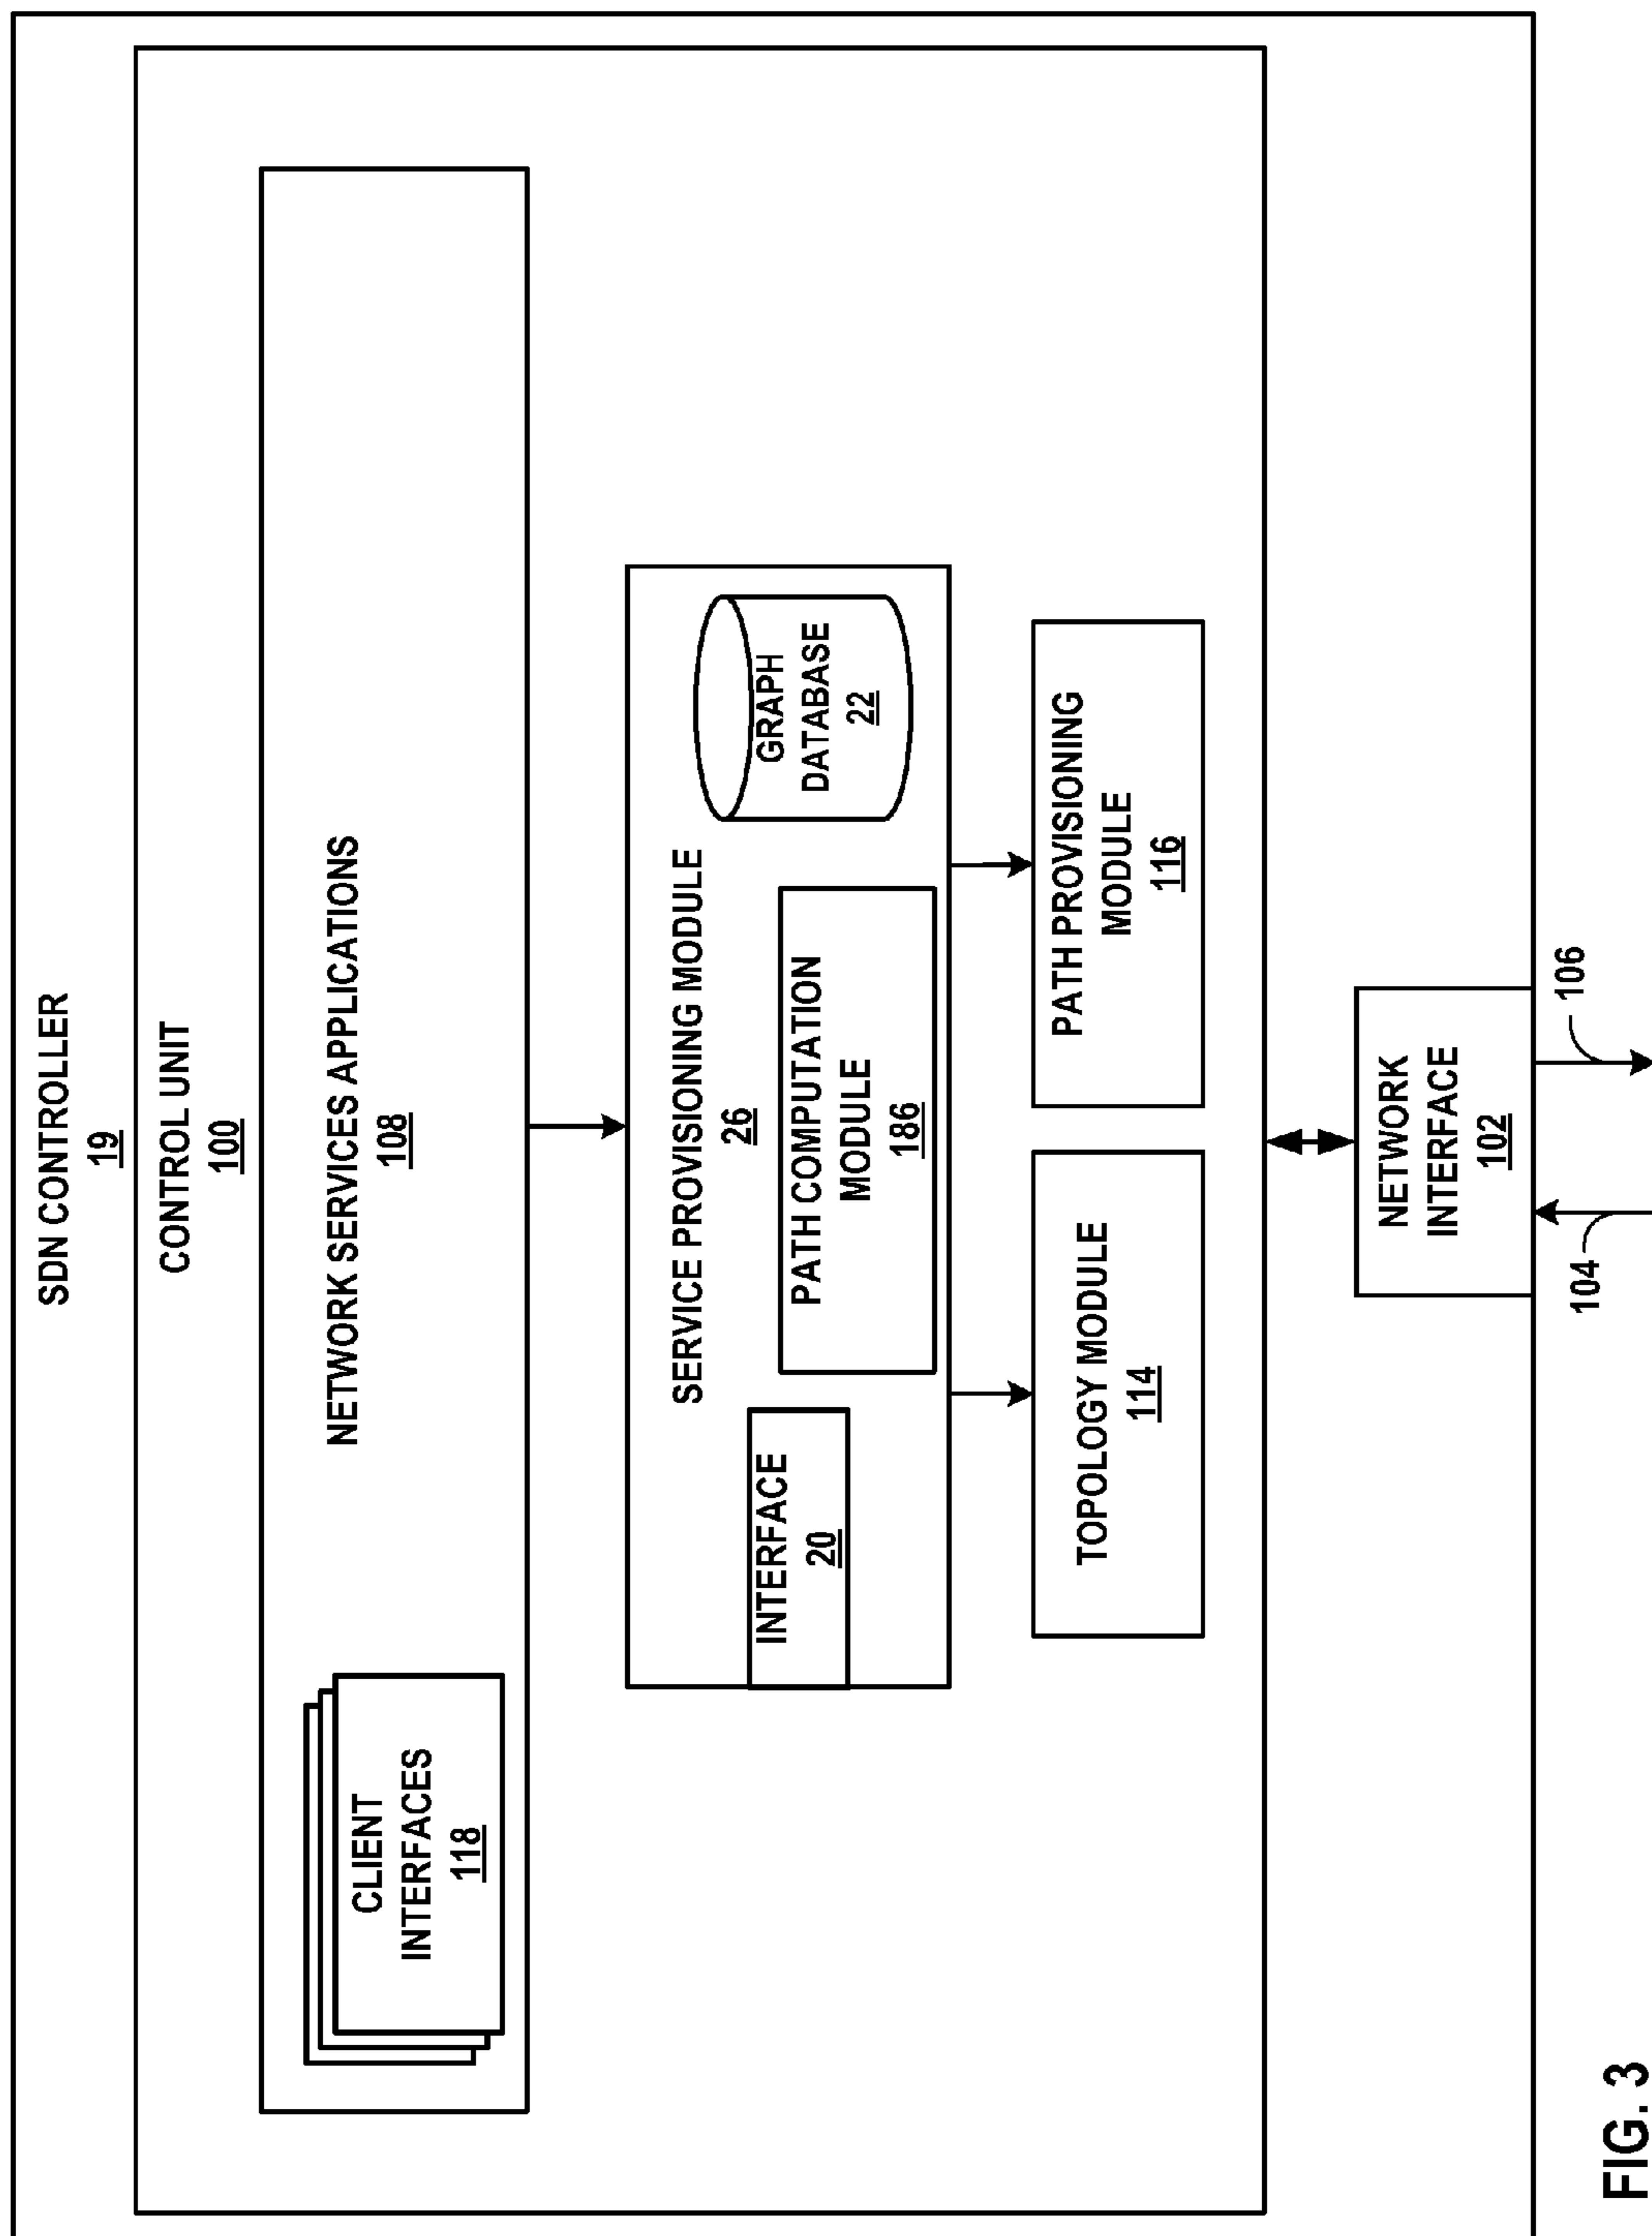 SDN CONTROLLER
19
CONTROL UNIT
100
NETWORK SERVICES APPLICATIONS
108
CLIENT
INTERFACES
118
SERVICE PROVISIONING MODULE
26
INTERFACE
20
PATH COMPUTATION
MODULE
186
GRAPH
DATABASE
22
TOPOLOGY MODULE
114
PATH PROVISIONING
MODULE
116
NETWORK
INTERFACE
102
104
106
FIG. 3